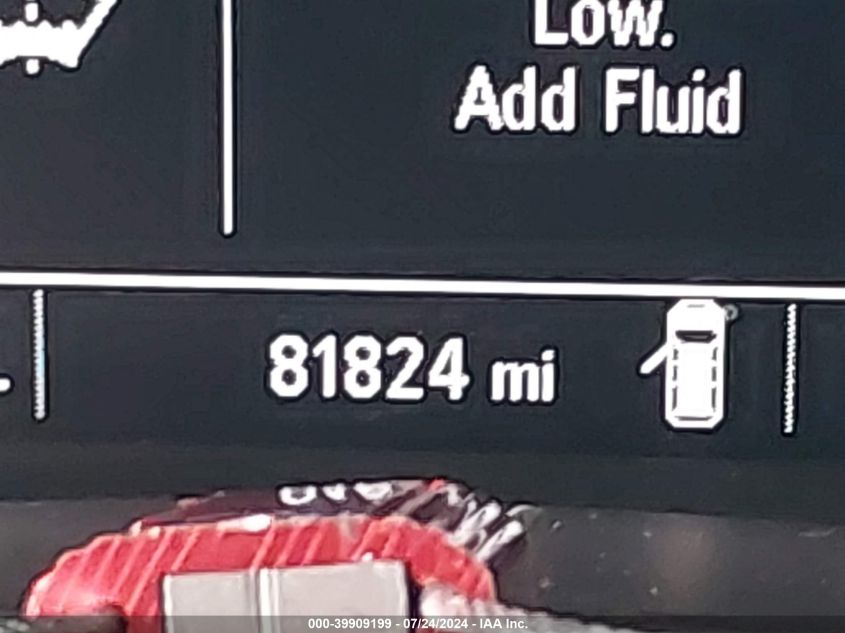 Low.
Add Fluid
81824 mi
000-39909199 - 07/24/2024 - IAA Inc.